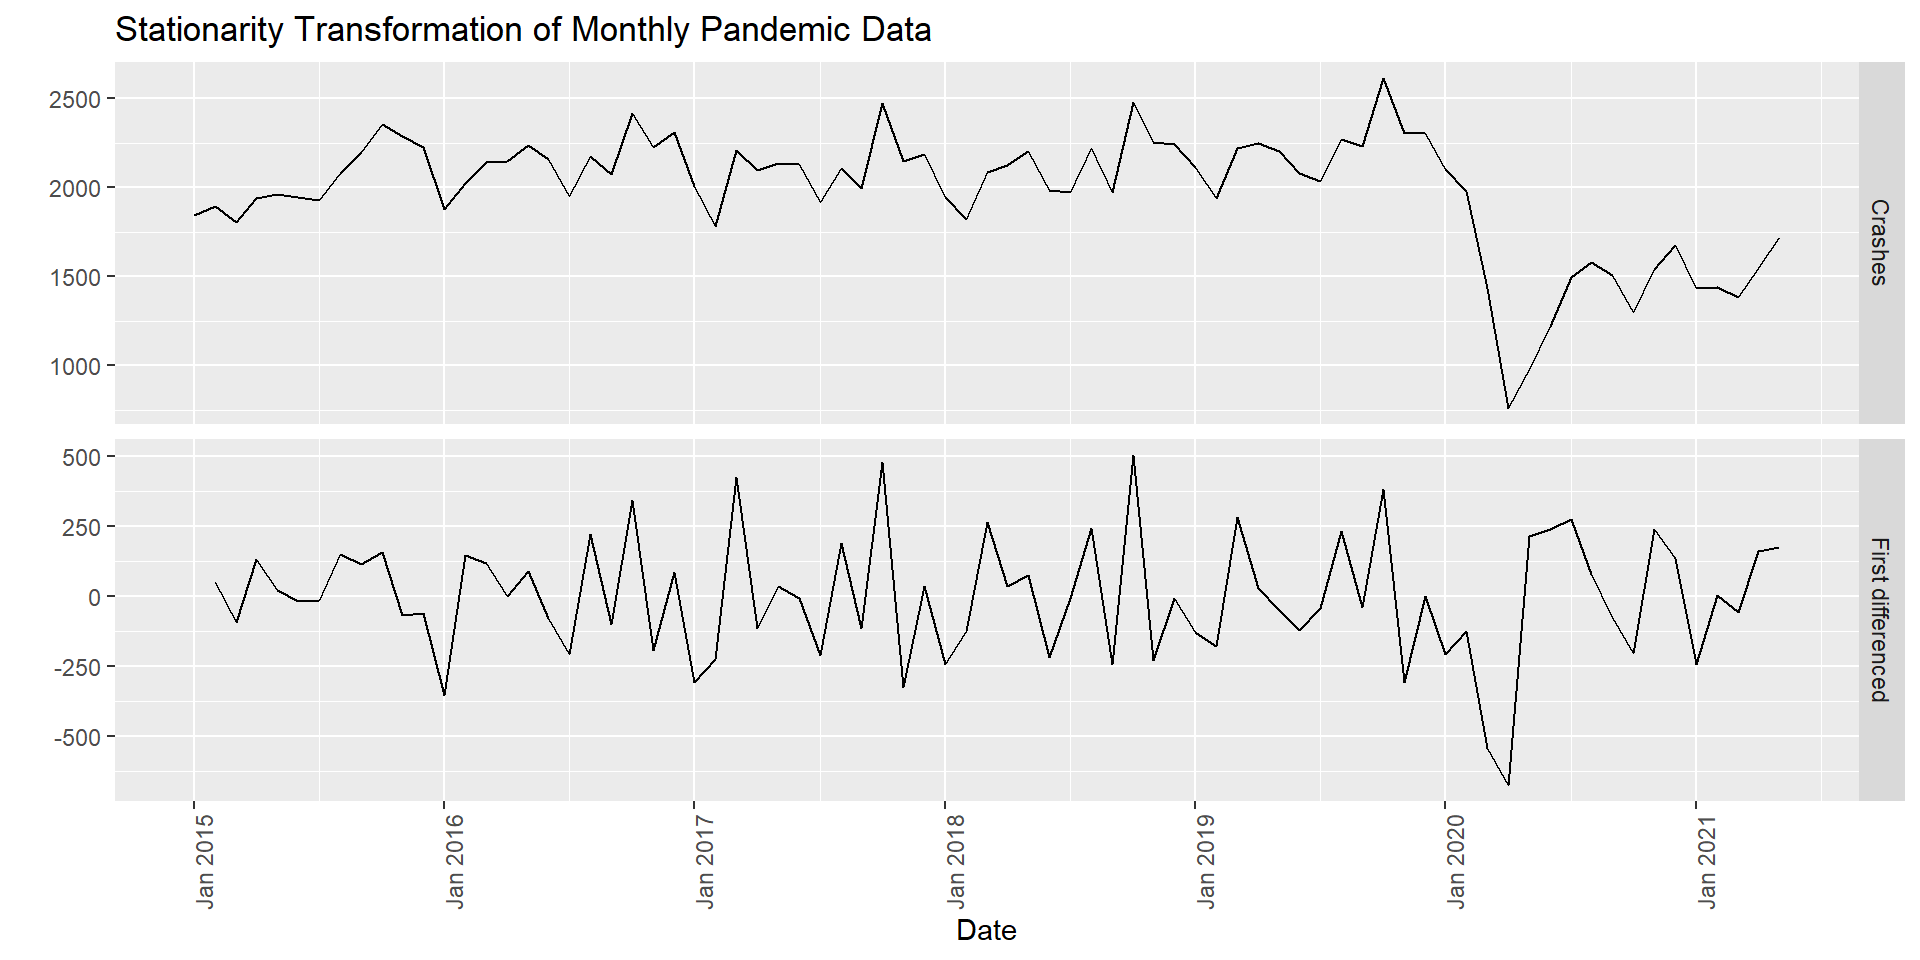 Stationarity Transformation of Monthly Pandemic Data
2500
2000
1500
1000
Crashes
500
250
0
-250
-500
First differenced
Jan 2015
Jan 2016
Jan 2017
Jan 2018
Jan 2019
Jan 2020
Jan 2021
Date